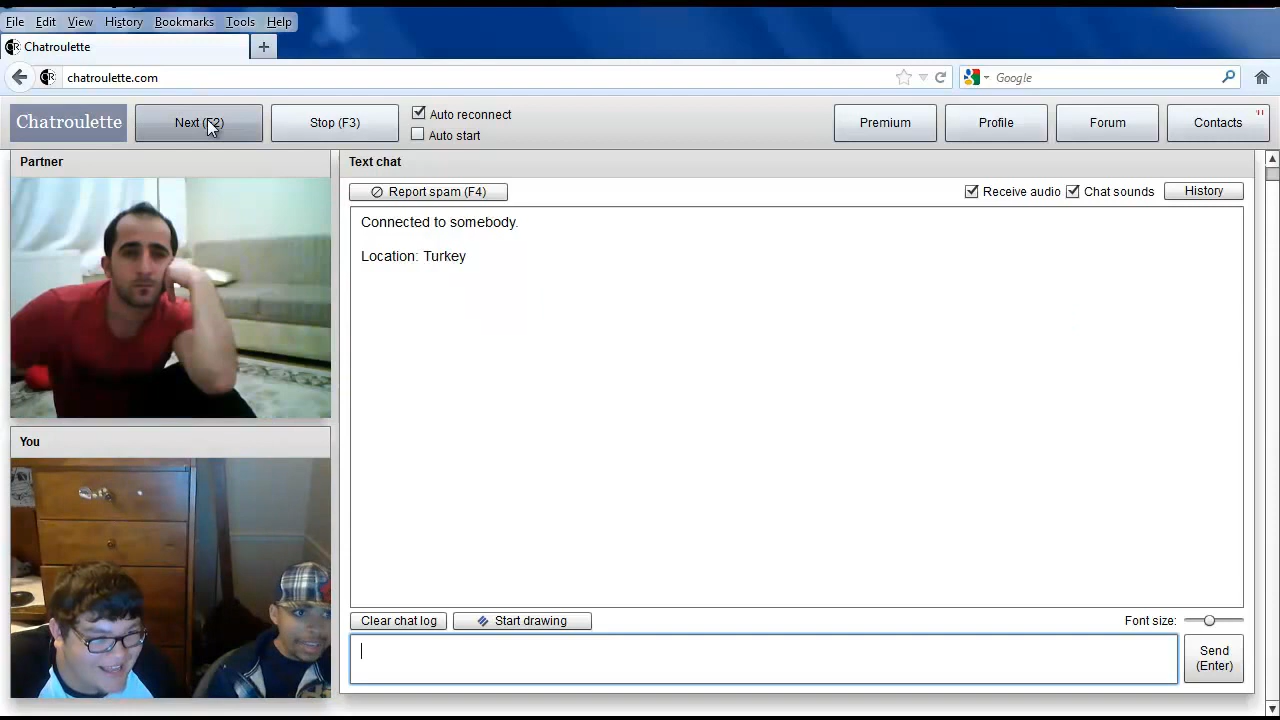 File Edit View History Bookmarks Tools Help
Chatroulette
chatroulette.com
Google
Chatroulette
Next (F2)
Stop (F3)
Auto reconnect
Auto start
Premium
Profile
Forum
Contacts
Partner
Text chat
Report spam (F4)
Receive audio
Chat sounds
History
Connected to somebody.
Location: Turkey
You
Clear chat log
Start drawing
Font size:
Send
(Enter)